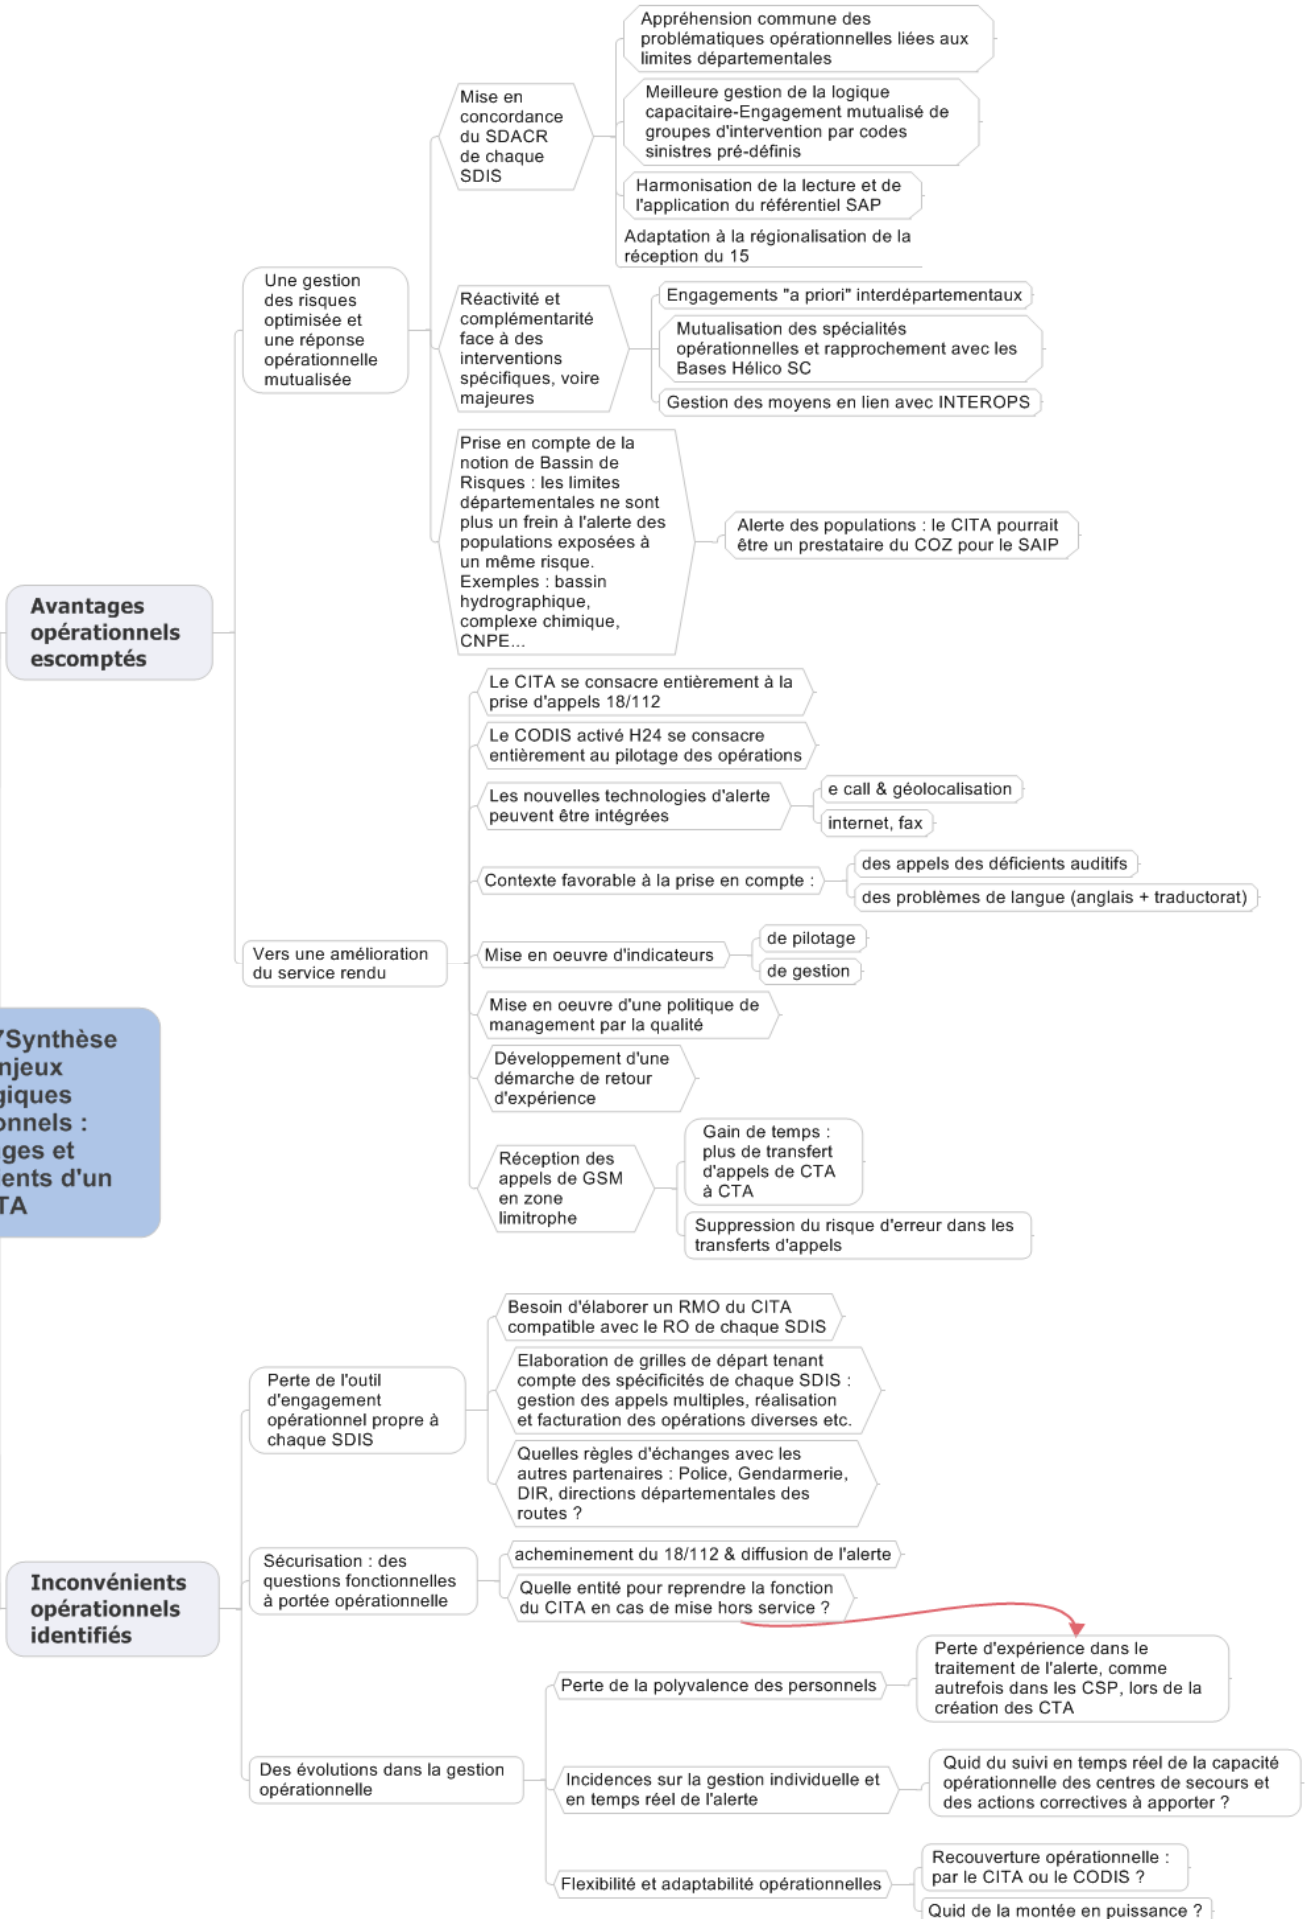 Avantages
opérationnels
escomptés
Une gestion
des risques
optimisée et
une réponse
opérationnelle
mutualisée
Mise en
concordance
du SDACR
de chaque
SDIS
Appréhension commune des
problématiques opérationnelles liées aux
limites départementales
Meilleure gestion de la logique
capacitaire-Engagement mutualisé de
groupes d'intervention par codes
sinistres pré-définis
Harmonisation de la lecture et de
l'application du référentiel SAP
Adaptation à la régionalisation de la
réception du 15
Réactivité et
complémentarité
face à des
interventions
spécifiques, voire
majeures
Engagements "a priori" interdépartementaux
Mutualisation des spécialités
opérationnelles et rapprochement avec les
Bases Hélico SC
Gestion des moyens en lien avec INTEROPS
Prise en compte de la
notion de Bassin de
Risques : les limites
départementales ne sont
plus un frein à l'alerte des
populations exposées à
un même risque.
Exemples : bassin
hydrographique,
complexe chimique,
CNPE...
Alerte des populations : le CITA pourrait
être un prestataire du COZ pour le SAIP
Vers une amélioration
du service rendu
Le CITA se consacre entièrement à la
prise d'appels 18/112
Le CODIS activé H24 se consacre
entièrement au pilotage des opérations
Les nouvelles technologies d'alerte
peuvent être intégrées
e call & géolocalisation
internet, fax
Contexte favorable à la prise en compte :
des appels des déficients auditifs
des problèmes de langue (anglais + traductorat)
Mise en oeuvre d'indicateurs
de pilotage
de gestion
Mise en oeuvre d'une politique de
management par la qualité
Développement d'une
démarche de retour
d'expérience
Réception des
appels de GSM
en zone
limitrophe
Gain de temps :
plus de transfert
d'appels de CTA
à CTA
Suppression du risque d'erreur dans les
transferts d'appels
7Synthèse
njeux
giques
onnels :
ges et
ents d'un
TA
Inconvénients
opérationnels
identifiés
Perte de l'outil
d'engagement
opérationnel propre à
chaque SDIS
Besoin d'élaborer un RMO du CITA
compatible avec le RO de chaque SDIS
Elaboration de grilles de départ tenant
compte des spécificités de chaque SDIS :
gestion des appels multiples, réalisation
et facturation des opérations diverses etc.
Quelles règles d'échanges avec les
autres partenaires : Police, Gendarmerie,
DIR, directions départementales des
routes ?
Sécurisation : des
questions fonctionnelles
à portée opérationnelle
acheminement du 18/112 & diffusion de l'alerte
Quelle entité pour reprendre la fonction
du CITA en cas de mise hors service ?
Des évolutions dans la gestion
opérationnelle
Perte de la polyvalence des personnels
Perte d'expérience dans le
traitement de l'alerte, comme
autrefois dans les CSP, lors de la
création des CTA
Incidences sur la gestion individuelle et
en temps réel de l'alerte
Quid du suivi en temps réel de la capacité
opérationnelle des centres de secours et
des actions correctives à apporter ?
Flexibilité et adaptabilité opérationnelles
Recouverture opérationnelle :
par le CITA ou le CODIS ?
Quid de la montée en puissance ?